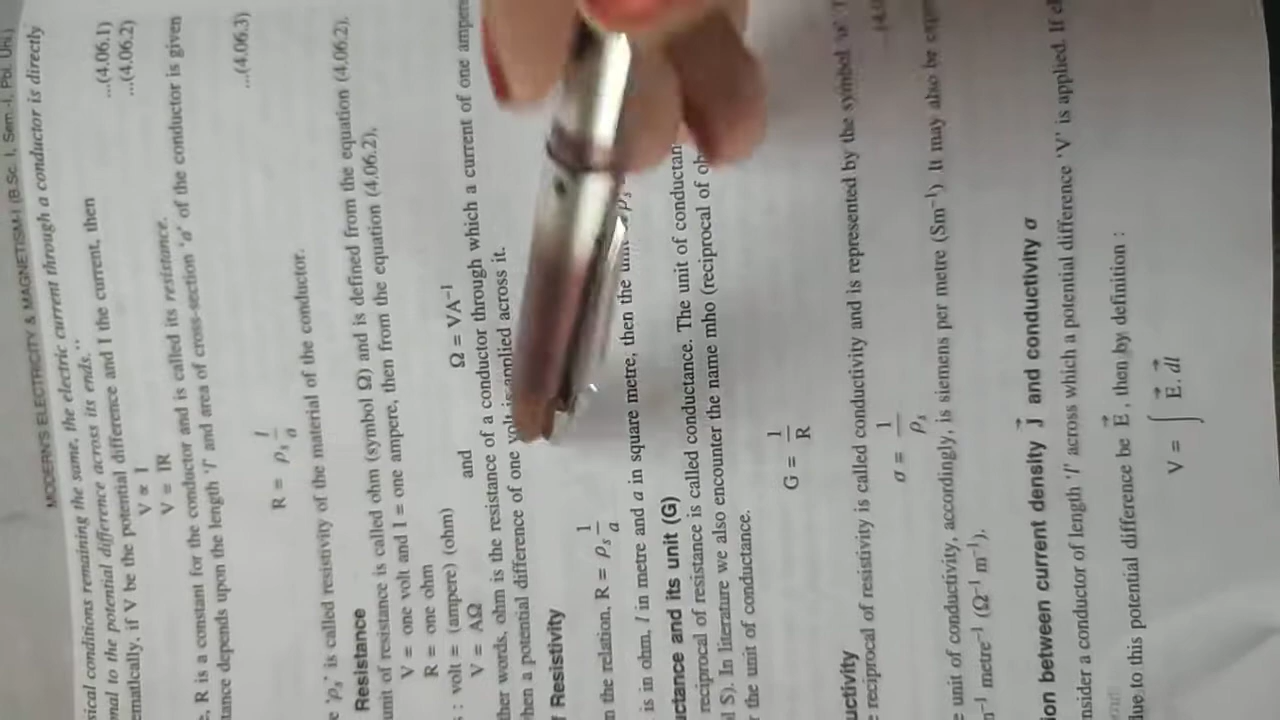 MODERN'S ELECTRICITY & MAGNETISM-I (B.Sc. I, Sem.-I, Pbl. Uni.)
sical conditions remaining the same, the electric current through a conductor is directly
nal to the potential difference across its ends."
ematically, if V be the potential difference and I the current, then
V ∝ I ...(4.06.1)
V = IR ...(4.06.2)
, R is a constant for the conductor and is called its resistance.
tance depends upon the length 'l' and area of cross-section 'a' of the conductor is given
R = ρs l/a ...(4.06.3)
e 'ρs' is called resistivity of the material of the conductor.
Resistance
unit of resistance is called ohm (symbol Ω) and is defined from the equation (4.06.2).
V = one volt and I = one ampere, then from the equation (4.06.2),
R = one ohm
: volt = (ampere) (ohm)
V = AΩ and Ω = VA⁻¹
ther words, ohm is the resistance of a conductor through which a current of one ampere
hen a potential difference of one volt is applied across it.
f Resistivity
n the relation, R = ρs 1/a
is in ohm, l in metre and a in square metre, then the ρs
uctance and its unit (G)
reciprocal of resistance is called conductance. The unit of conductan
l S). In literature we also encounter the name mho (reciprocal of oh
r the unit of conductance.
G = 1/R
uctivity
e reciprocal of resistivity is called conductivity and is represented by the symbol 'σ'.
σ = 1/ρs
e unit of conductivity, accordingly, is siemens per metre (Sm⁻¹). It may also be
m⁻¹ metre⁻¹ (Ω⁻¹ m⁻¹).
ion between current density J⃗ and conductivity σ
nsider a conductor of length 'l' across which a potential difference 'V' is applied. If
lue to this potential difference be E⃗, then by definition :
V = ∫ E⃗. dl⃗